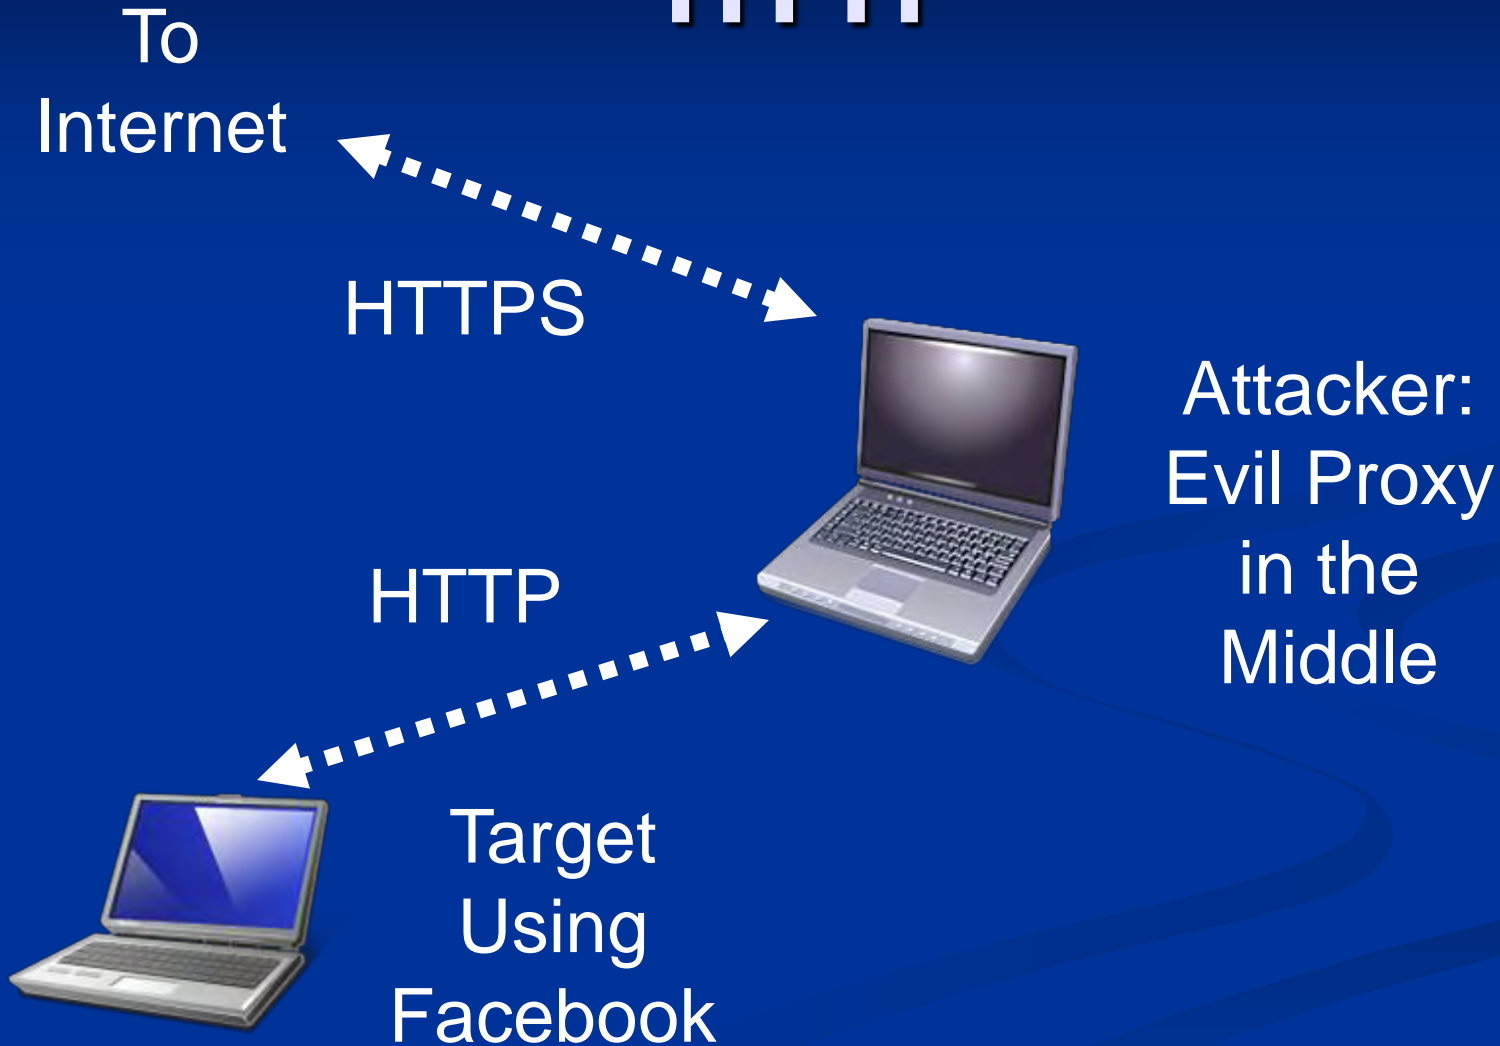 To
Internet
HTTPS
Attacker:
Evil Proxy
in the
Middle
HTTP
Target
Using
Facebook